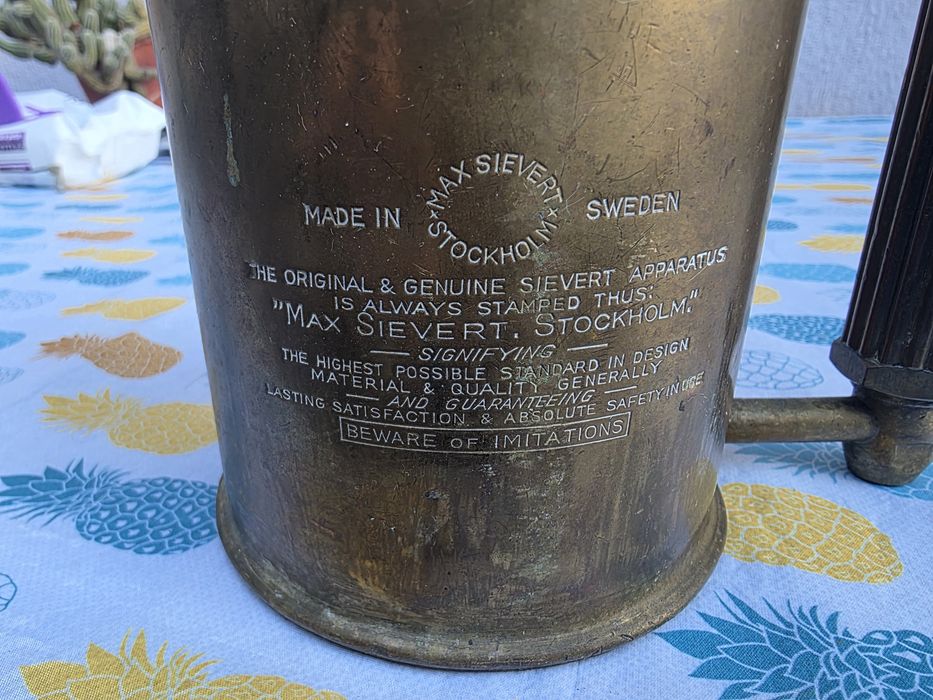 MADE IN ★MAX SIEVERT★ STOCKHOLM SWEDEN
THE ORIGINAL & GENUINE SIEVERT APPARATUS
IS ALWAYS STAMPED THUS:
"MAX SIEVERT. STOCKHOLM."
— SIGNIFYING —
THE HIGHEST POSSIBLE STANDARD IN DESIGN
MATERIAL & QUALITY GENERALLY
— AND GUARANTEEING —
LASTING SATISFACTION & ABSOLUTE SAFETY IN USE.
BEWARE OF IMITATIONS